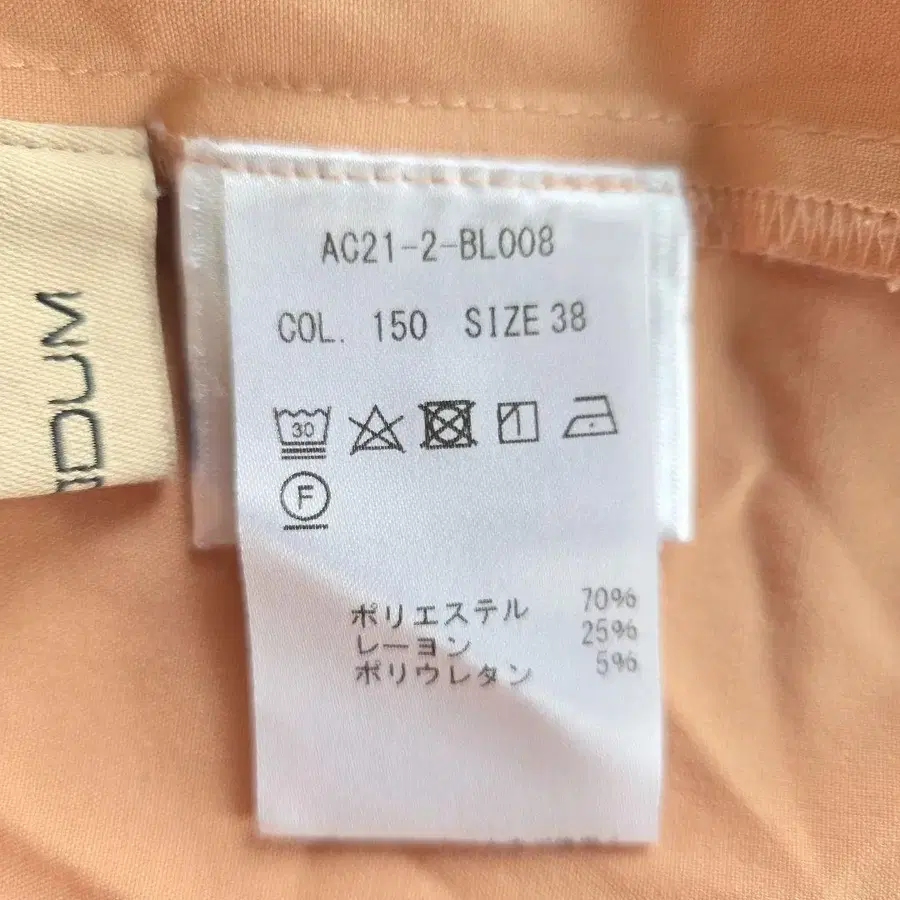 AC21-2-BL008
COL. 150 SIZE 38
30
F
ポリエステル 70%
レーヨン 25%
ポリウレタン 5%